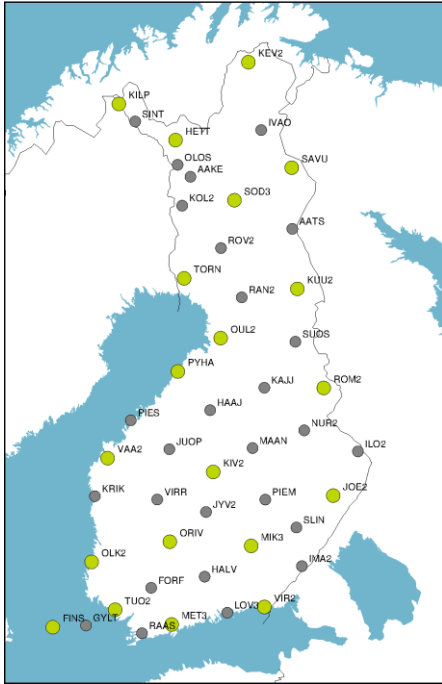 KEV2
KILP
SINT
IVAO
HETT
OLOS
SAVU
AAKE
KOL2
SOD3
AATS
ROV2
TORN
KUU2
RAN2
OUL2
SUOS
PYHA
KAJJ
ROM2
HAAJ
PIES
NUR2
JUOP
MAAN
ILO2
VAA2
KIV2
KRIK
VIRR
PIEM
JOE2
JYV2
SLIN
ORIV
MIK3
OLK2
IMA2
HALV
FORF
TUO2
LOV3
VIR2
FINS
GYLT
MET3
RAAS